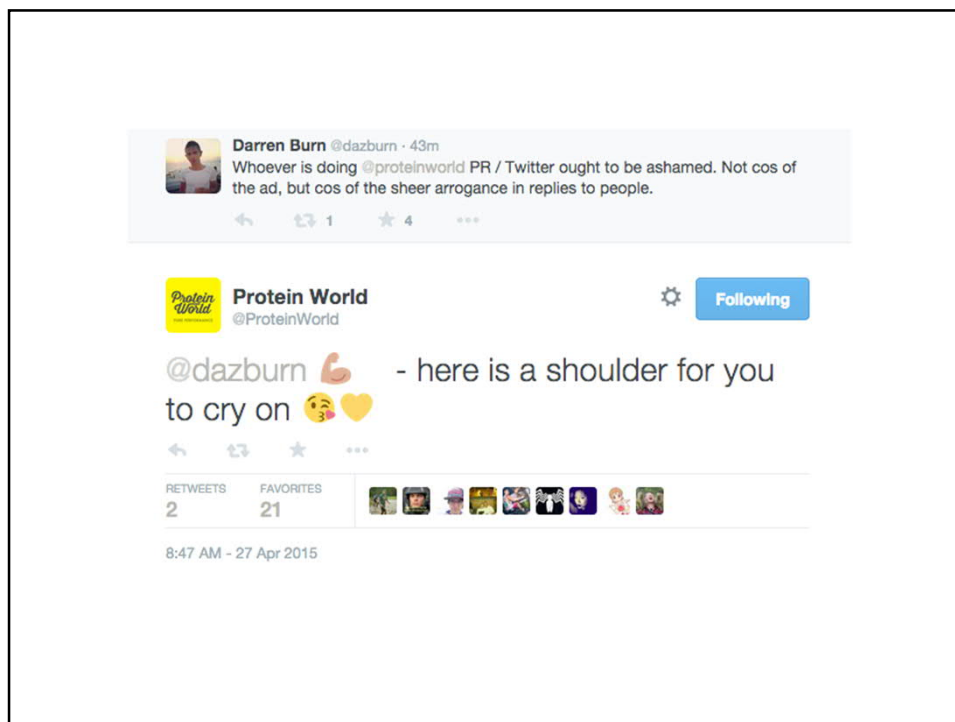 Darren Burn @dazburn · 43m
Whoever is doing @proteinworld PR / Twitter ought to be ashamed. Not cos of
the ad, but cos of the sheer arrogance in replies to people.
1 4
Protein World
Protein World
@ProteinWorld
Following
@dazburn 💪 - here is a shoulder for you
to cry on 😘💛
RETWEETS FAVORITES
2 21
8:47 AM - 27 Apr 2015